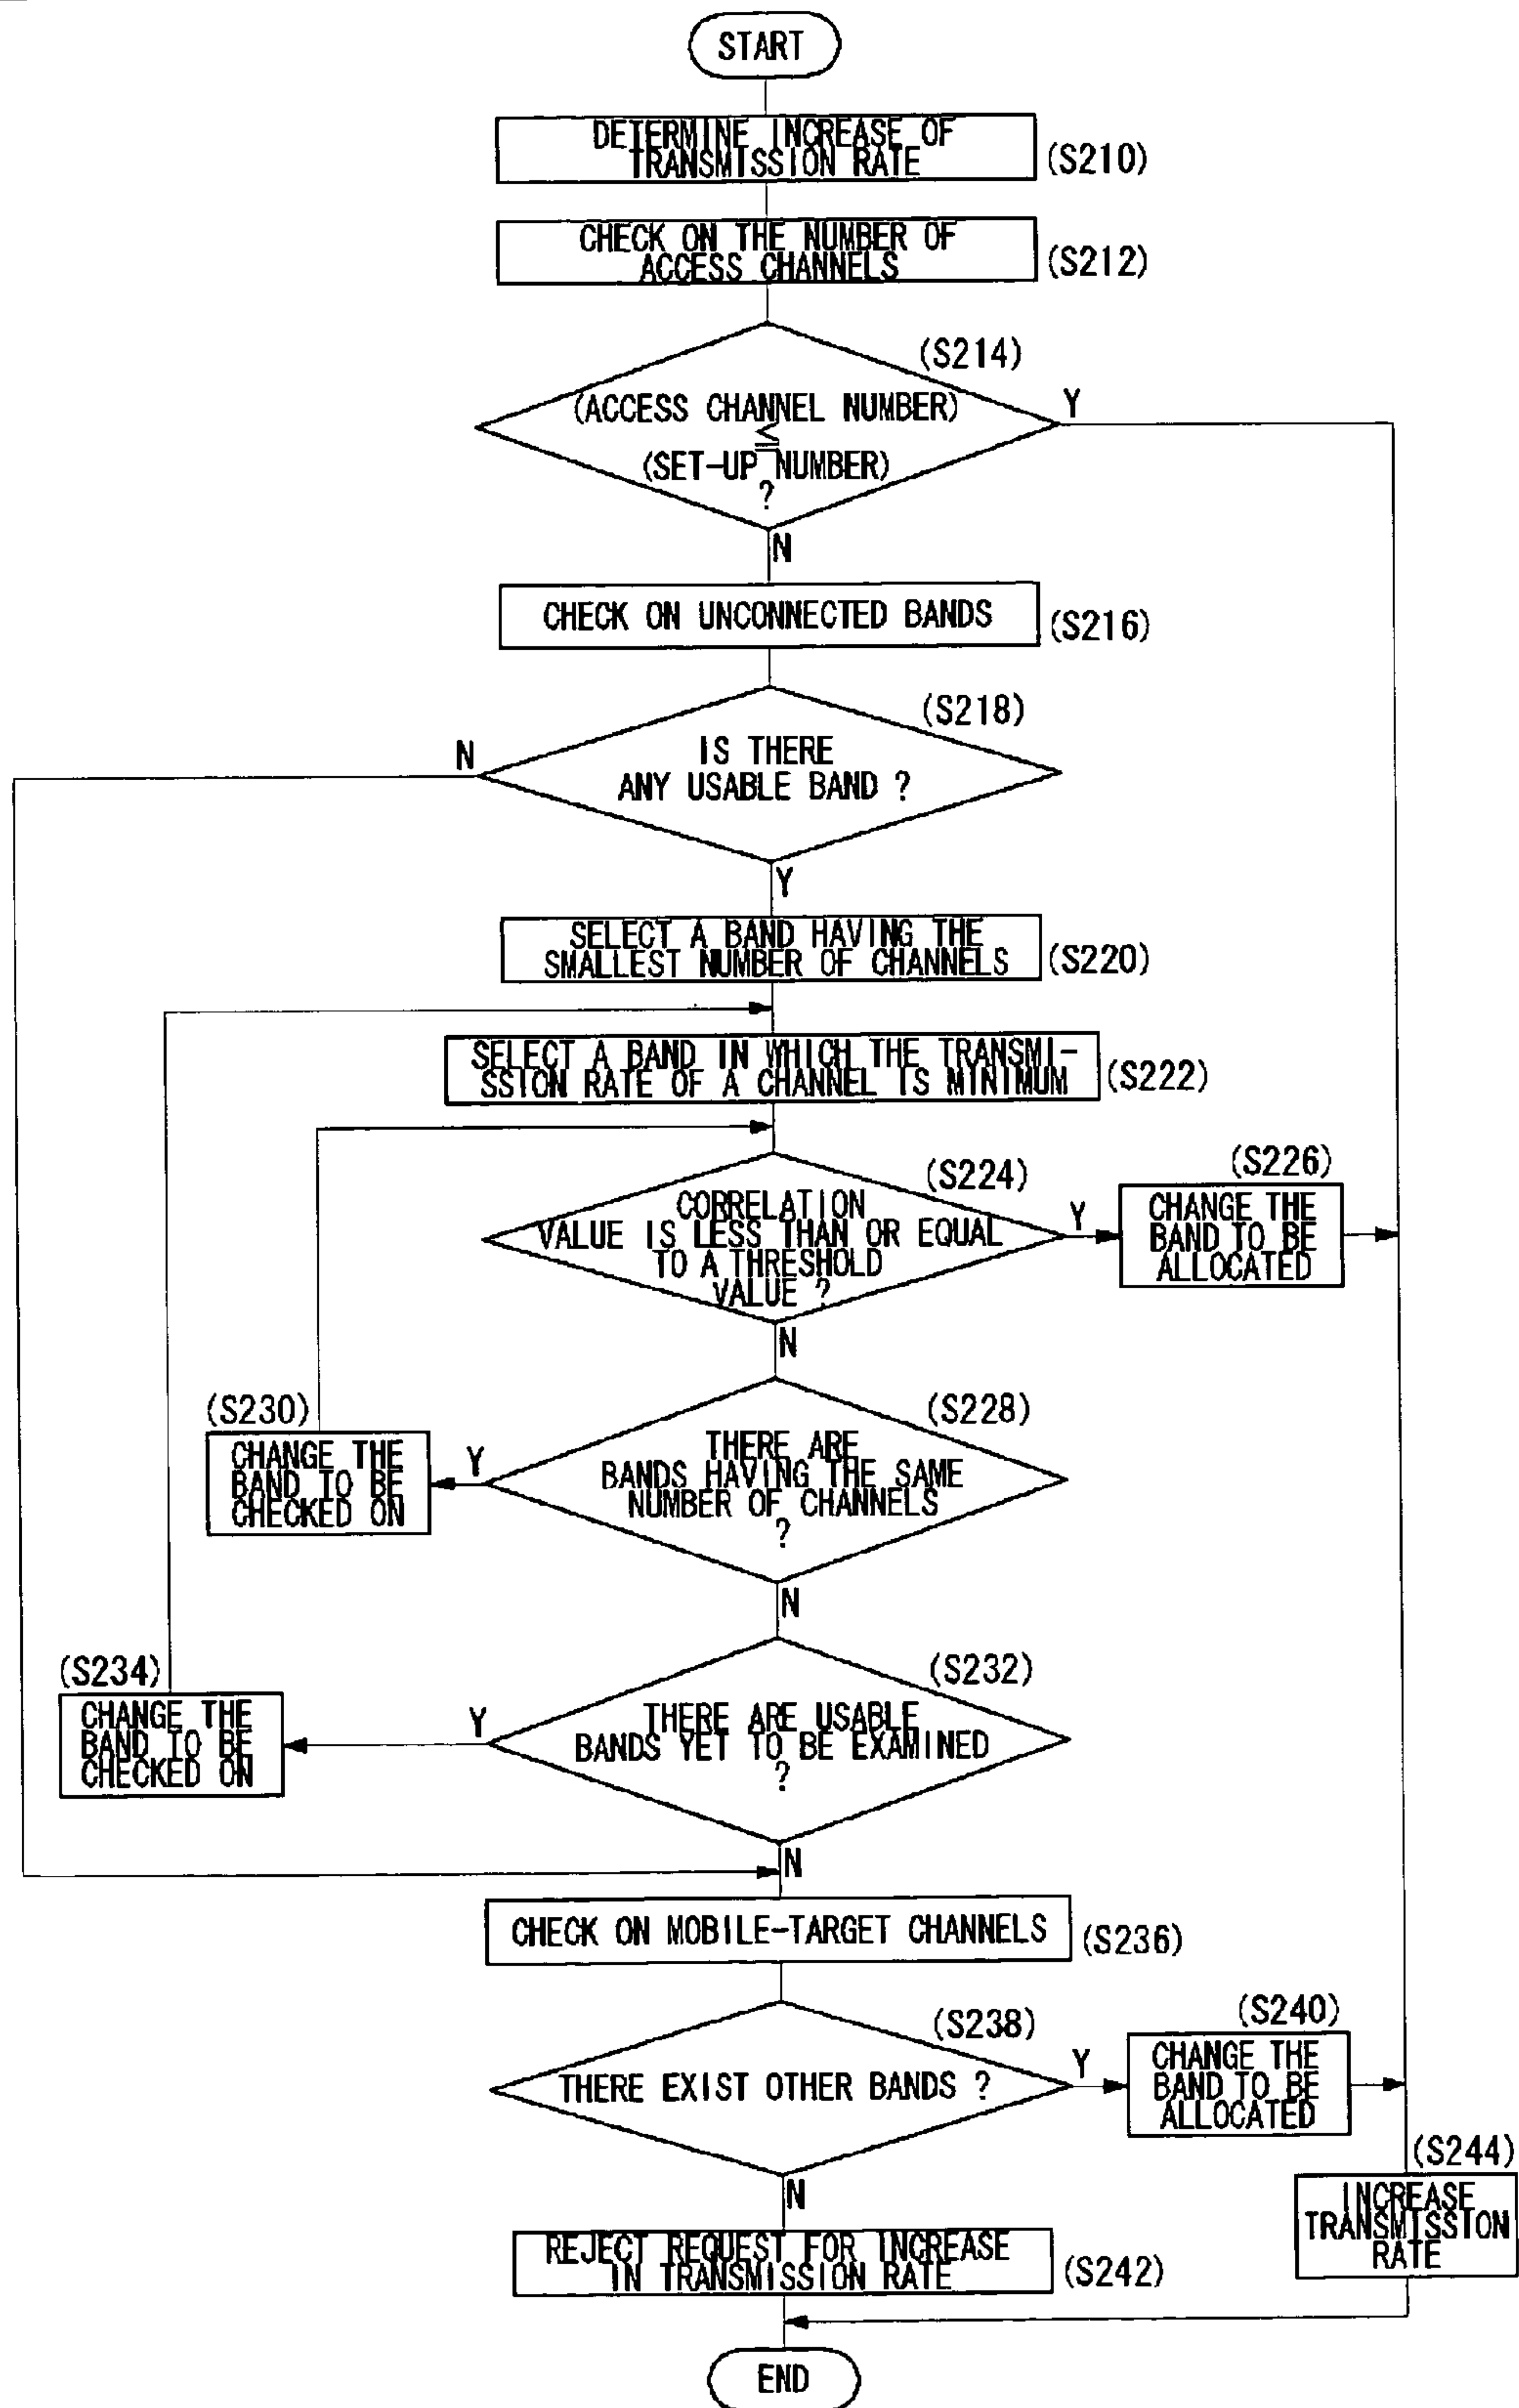 START
DETERMINE INCREASE OF
TRANSMISSION RATE
(S210)
CHECK ON THE NUMBER OF
ACCESS CHANNELS
(S212)
(S214)
(ACCESS CHANNEL NUMBER)
≦
(SET-UP NUMBER)
?
Y
N
CHECK ON UNCONNECTED BANDS
(S216)
(S218)
IS THERE
ANY USABLE BAND ?
N
Y
SELECT A BAND HAVING THE
SMALLEST NUMBER OF CHANNELS
(S220)
SELECT A BAND IN WHICH THE TRANSMI-
SSION RATE OF A CHANNEL IS MINIMUM
(S222)
(S224)
CORRELATION
VALUE IS LESS THAN OR EQUAL
TO A THRESHOLD
VALUE ?
Y
(S226)
CHANGE THE
BAND TO BE
ALLOCATED
N
(S228)
THERE ARE
BANDS HAVING THE SAME
NUMBER OF CHANNELS
?
Y
(S230)
CHANGE THE
BAND TO BE
CHECKED ON
N
(S232)
THERE ARE USABLE
BANDS YET TO BE EXAMINED
?
Y
(S234)
CHANGE THE
BAND TO BE
CHECKED ON
N
CHECK ON MOBILE-TARGET CHANNELS
(S236)
(S238)
THERE EXIST OTHER BANDS ?
Y
(S240)
CHANGE THE
BAND TO BE
ALLOCATED
N
(S244)
INCREASE
TRANSMISSION
RATE
REJECT REQUEST FOR INCREASE
IN TRANSMISSION RATE
(S242)
END